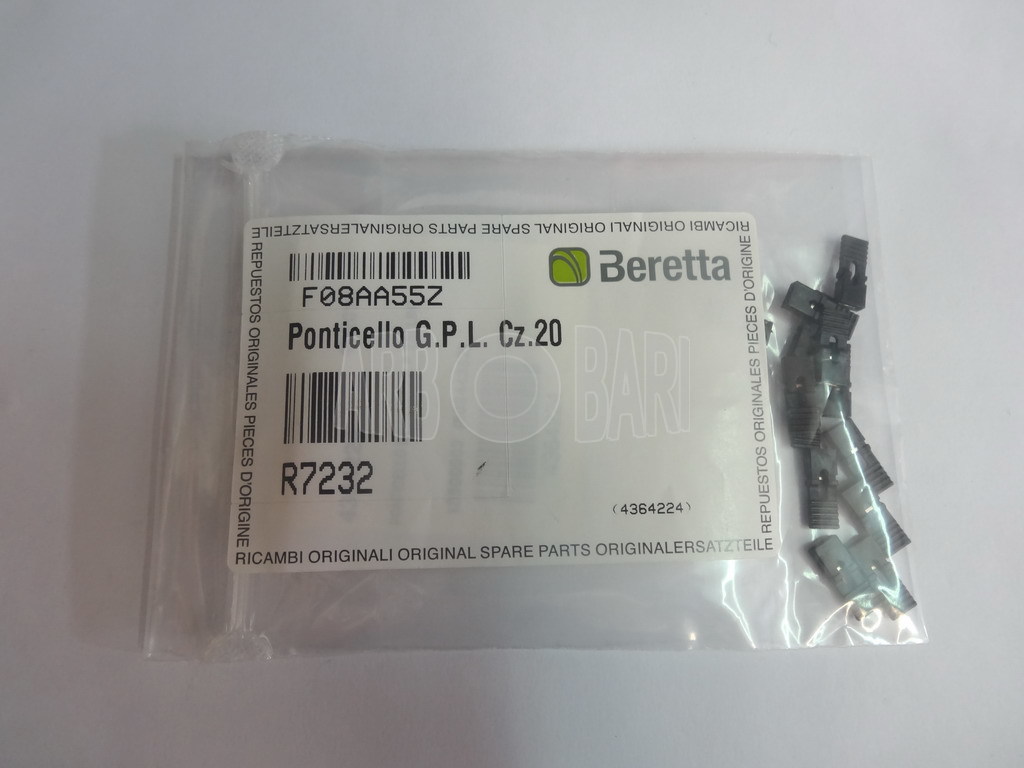 RICAMBI ORIGINALI ORIGINAL SPARE PARTS ORIGINALERSATZTEILE
Beretta
F08AA55Z
Ponticello G.P.L. Cz.20
ARB BARI
R7232
(4364224)
REPUESTOS ORIGINALES PIECES D'ORIGINE
REPUESTOS ORIGINALES PIECES D'ORIGINE
RICAMBI ORIGINALI ORIGINAL SPARE PARTS ORIGINALERSATZTEILE